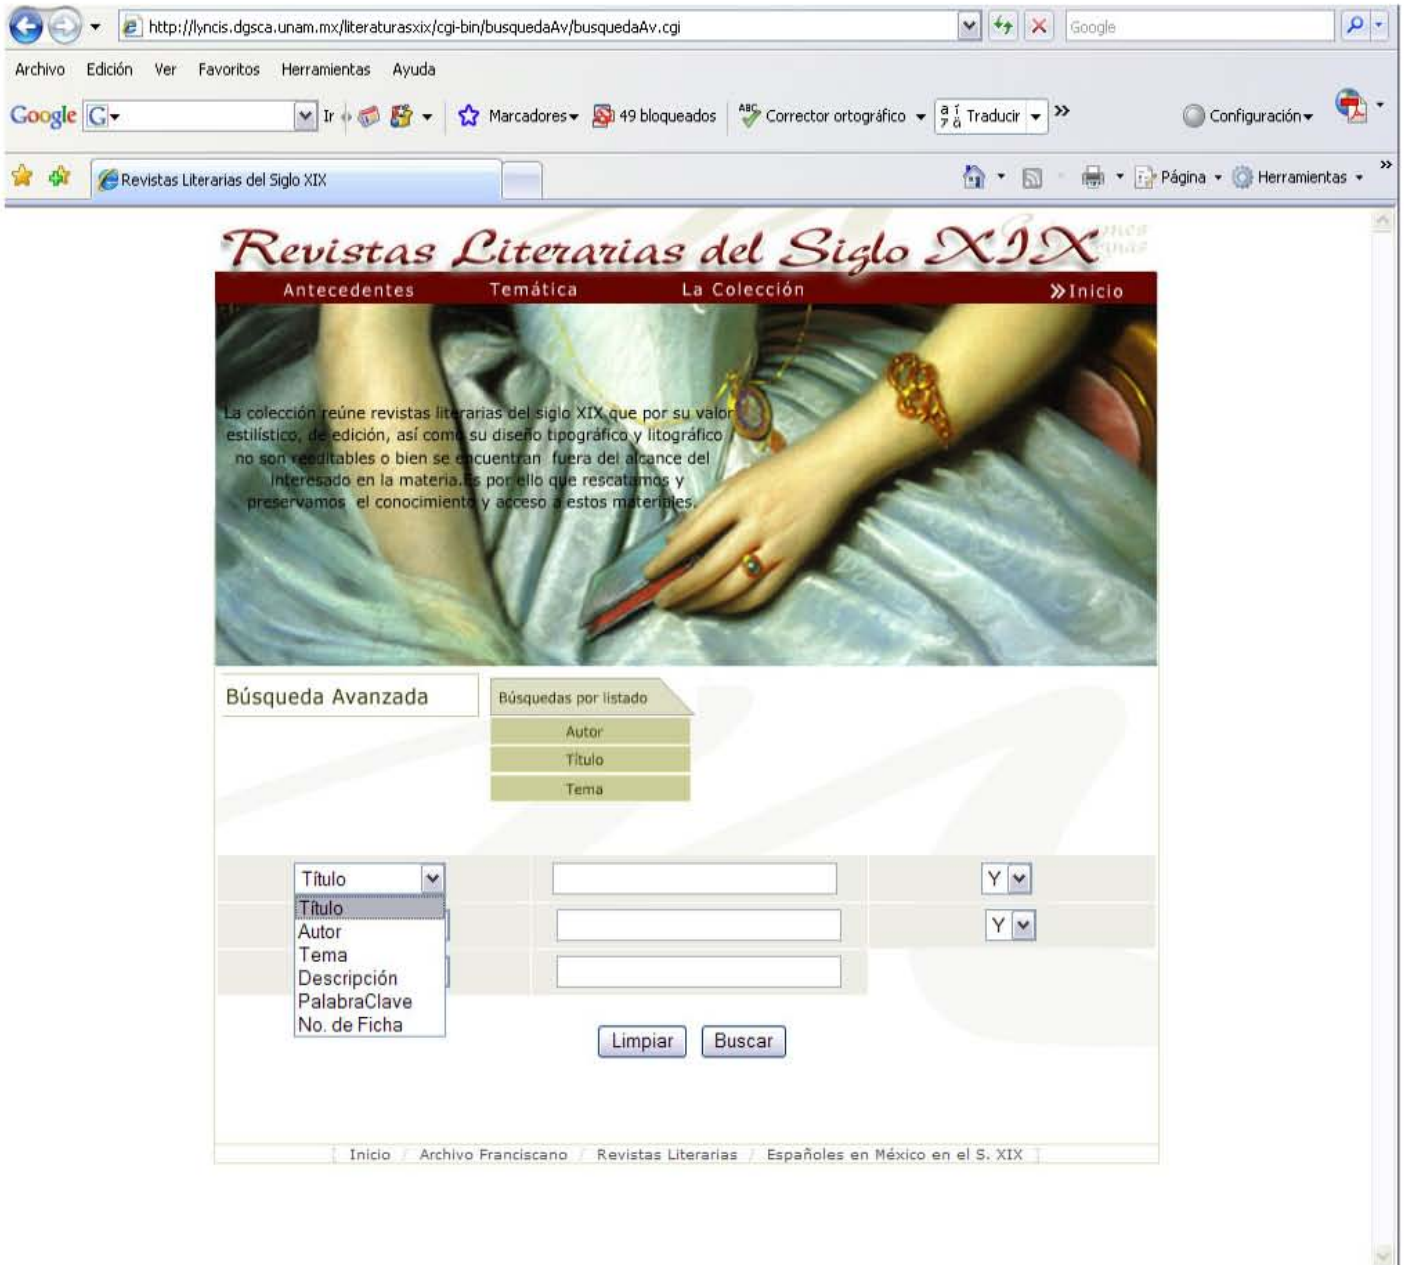 http://lyncis.dgsca.unam.mx/literaturasxix/cgi-bin/busquedaAv/busquedaAv.cgi
Google
Archivo Edición Ver Favoritos Herramientas Ayuda
Google G Ir Marcadores 49 bloqueados ABC Corrector ortográfico Traducir » Configuración
Revistas Literarias del Siglo XIX Página Herramientas »
Revistas Literarias del Siglo XIX
Antecedentes Temática La Colección »Inicio
La colección reúne revistas literarias del siglo XIX que por su valor
estilístico, de edición, así como su diseño tipográfico y litográfico
no son reeditables o bien se encuentran fuera del alcance del
interesado en la materia.Es por ello que rescatamos y
preservamos el conocimiento y acceso a estos materiales.
Búsqueda Avanzada
Búsquedas por listado
Autor
Título
Tema
Título Y
Título
Autor Y
Tema
Descripción
PalabraClave
No. de Ficha
Limpiar Buscar
[ Inicio / Archivo Franciscano / Revistas Literarias / Españoles en México en el S. XIX ]